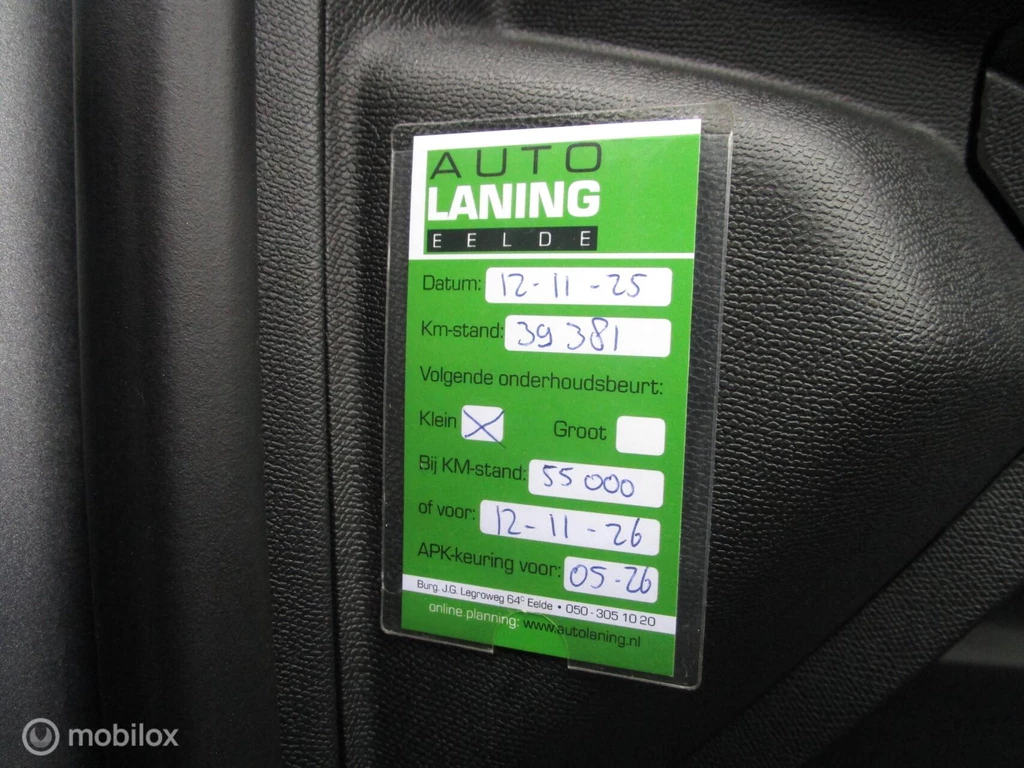 AUTO
LANING
EELDE
Datum: 12-11-25
Km-stand: 39 381
Volgende onderhoudsbeurt:
Klein X Groot
Bij KM-stand: 55 000
of voor: 12-11-26
APK-keuring voor: 05-26
Burg. J.G. Legroweg 64c Eelde • 050 - 305 10 20
online planning: www.autolaning.nl
mobilox